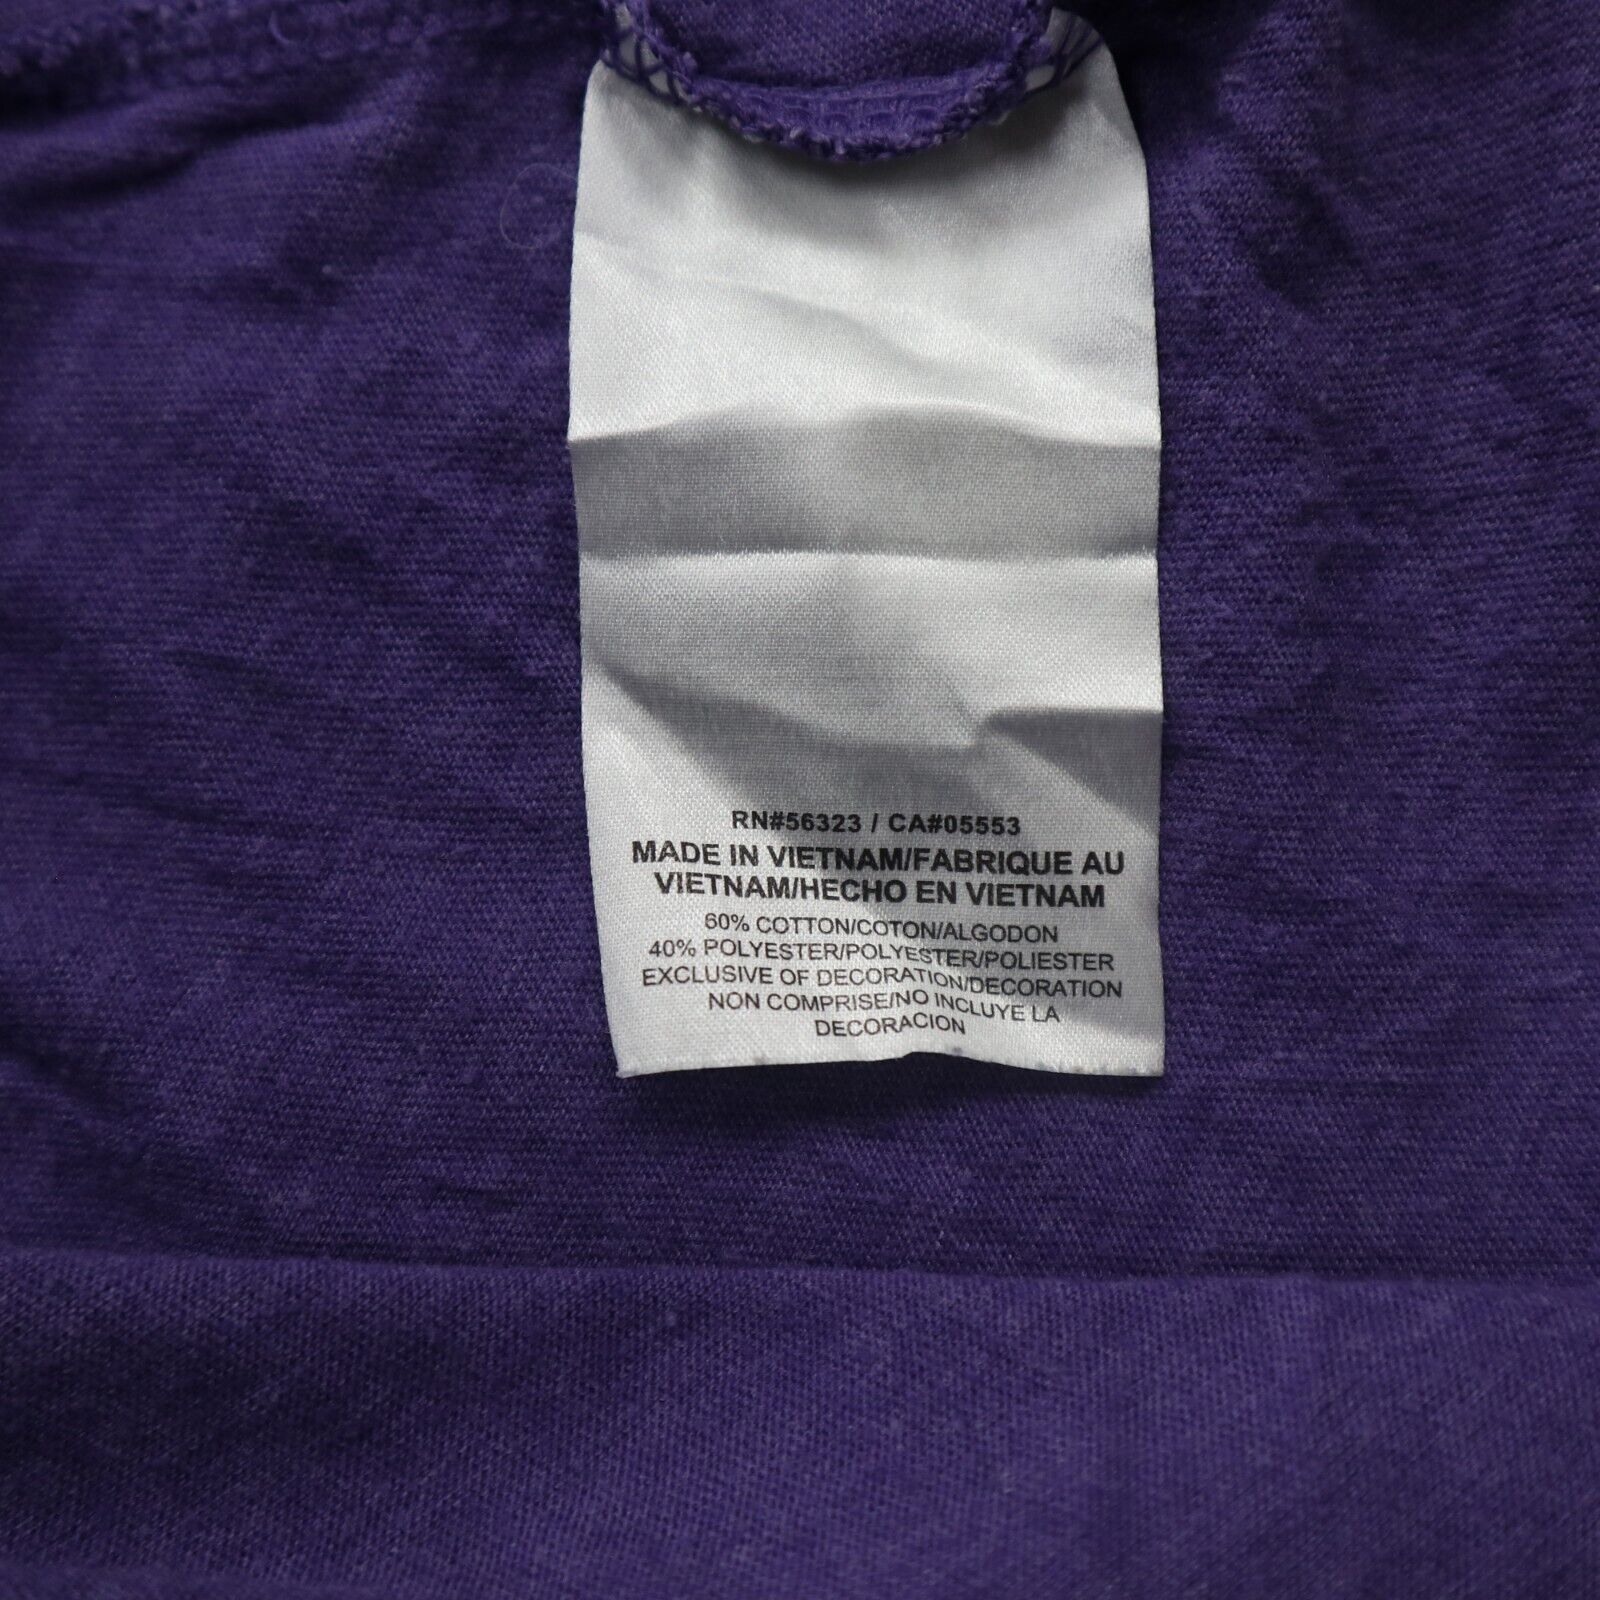 RN#56323 / CA#05553
MADE IN VIETNAM/FABRIQUE AU
VIETNAM/HECHO EN VIETNAM
60% COTTON/COTON/ALGODON
40% POLYESTER/POLYESTER/POLIESTER
EXCLUSIVE OF DECORATION/DECORATION
NON COMPRISE/NO INCLUYE LA
DECORACION